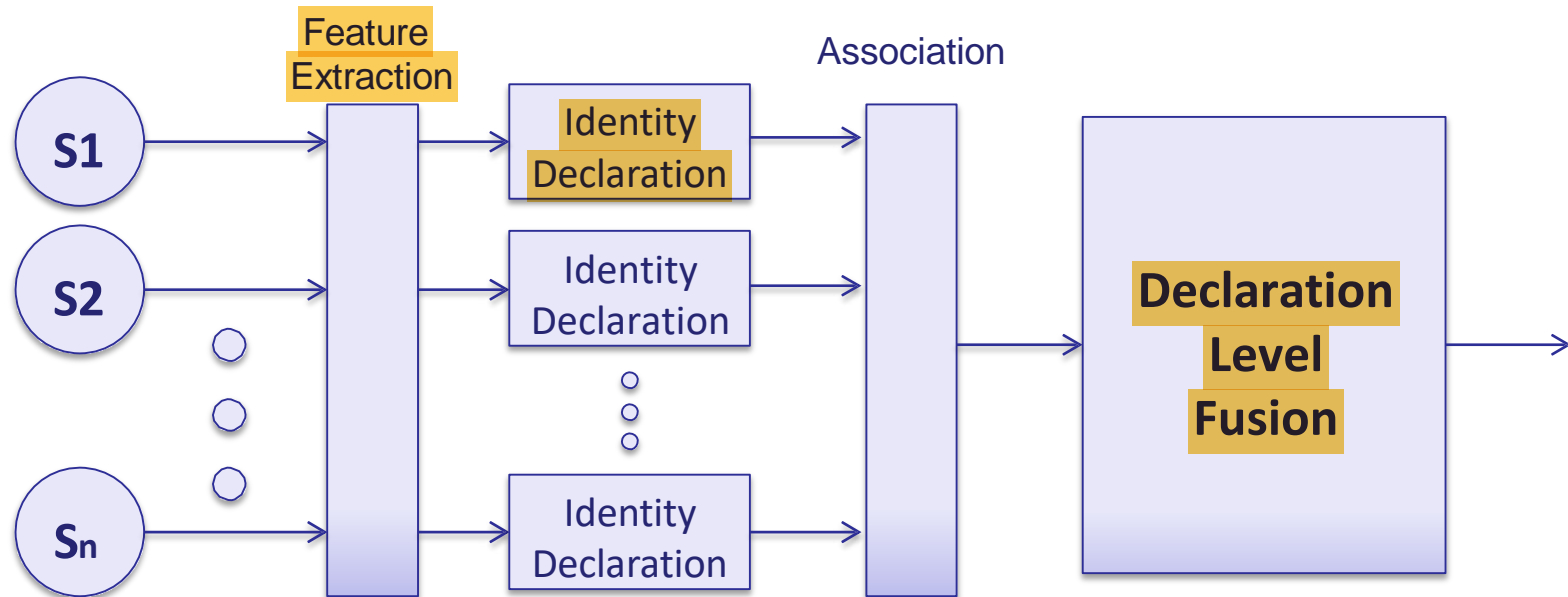 Feature
Extraction
Association
S1
Identity
Declaration
S2
Identity
Declaration
Declaration
Level
Fusion
Sn
Identity
Declaration